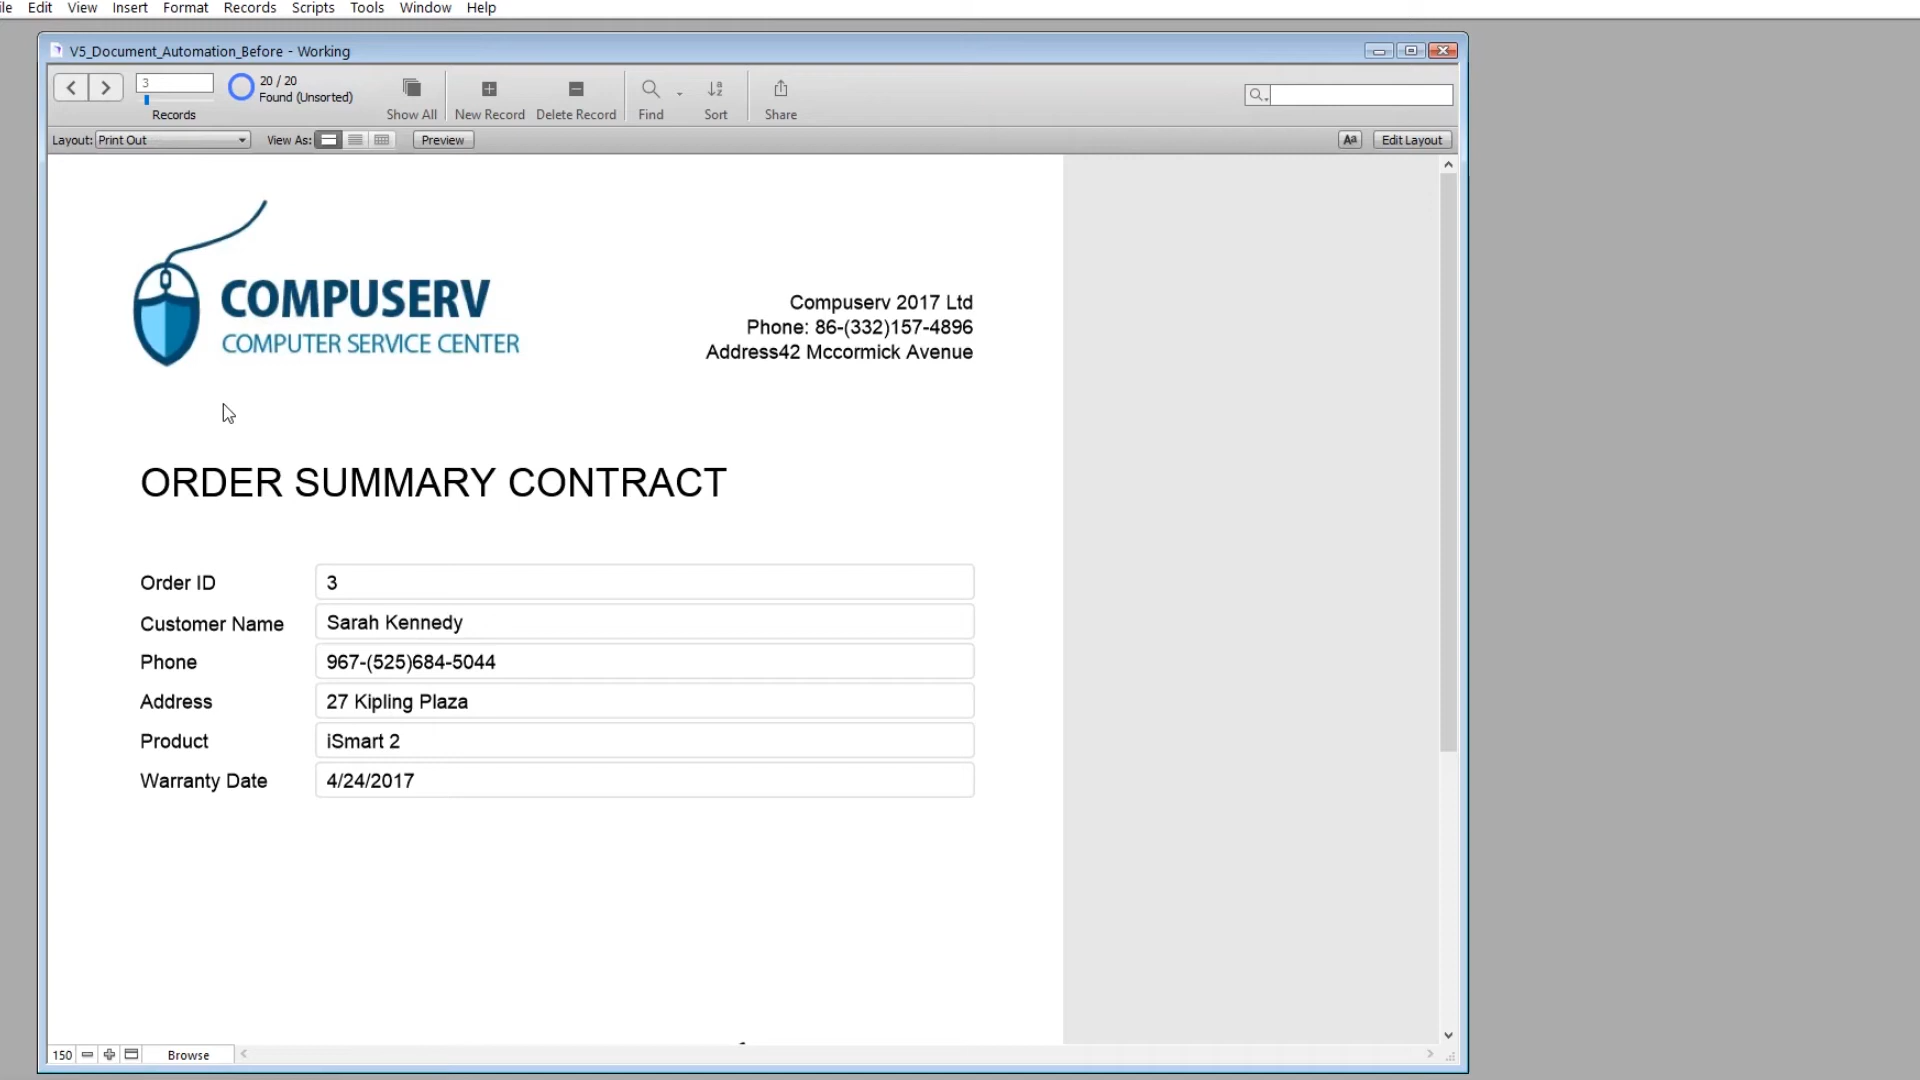 ile Edit View Insert Format Records Scripts Tools Window Help
V5_Document_Automation_Before - Working
3
20 / 20
Found (Unsorted)
Records
Show All
New Record
Delete Record
Find
Sort
Share
Layout: Print Out
View As:
Preview
Aa
Edit Layout
COMPUSERV
COMPUTER SERVICE CENTER
Compuserv 2017 Ltd
Phone: 86-(332)157-4896
Address42 Mccormick Avenue
ORDER SUMMARY CONTRACT
Order ID 3
Customer Name Sarah Kennedy
Phone 967-(525)684-5044
Address 27 Kipling Plaza
Product iSmart 2
Warranty Date 4/24/2017
150 Browse